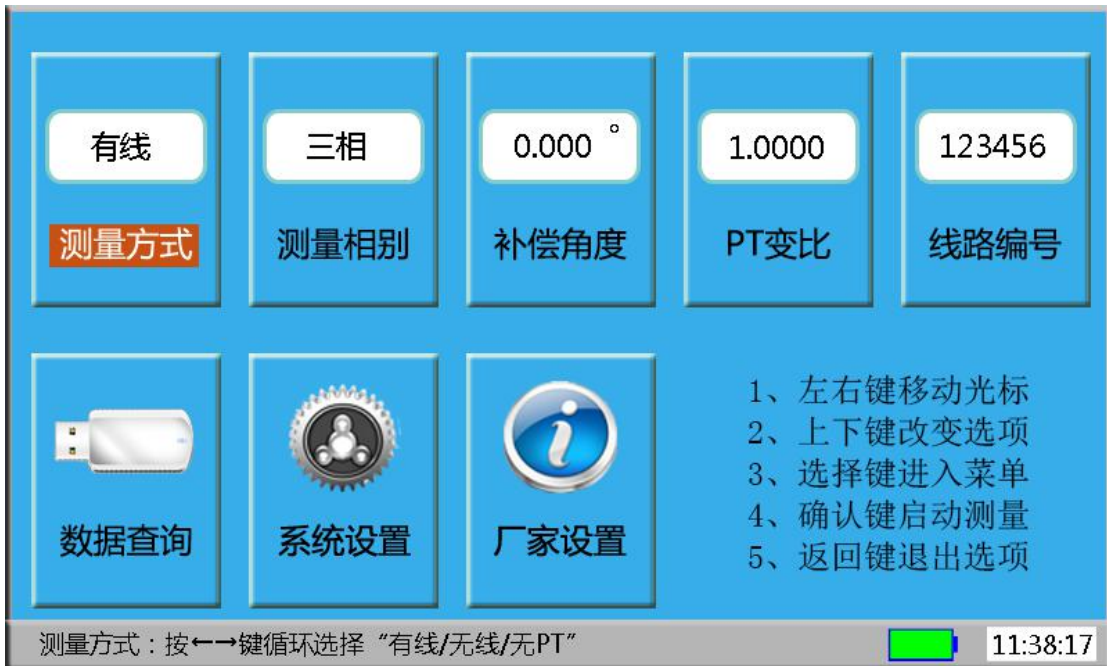 有线
三相
0.000 °
1.0000
123456
测量方式
测量相别
补偿角度
PT变比
线路编号
1、左右键移动光标
2、上下键改变选项
3、选择键进入菜单
4、确认键启动测量
5、返回键退出选项
数据查询
系统设置
厂家设置
测量方式：按←→键循环选择“有线/无线/无PT”
11:38:17